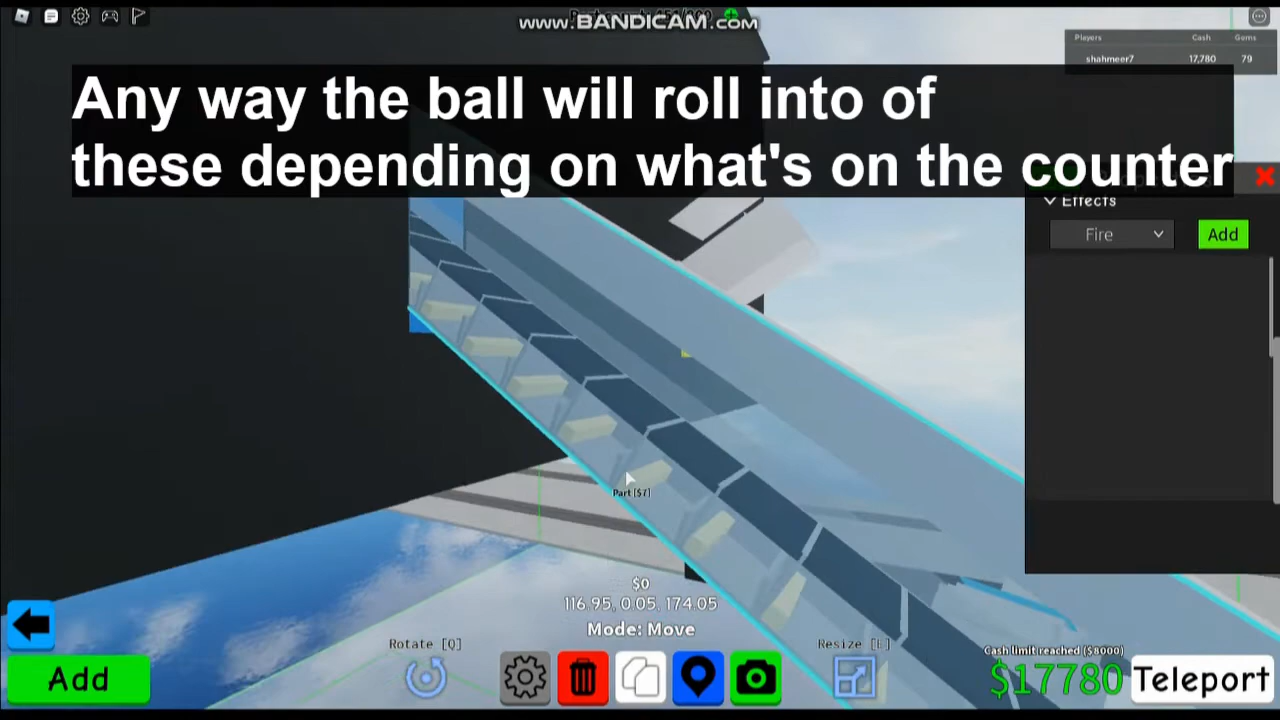 www.BANDICAM.com
Players Cash Gems
shahmeer7 17,780 79
Any way the ball will roll into of
these depending on what's on the counter
Effects
Fire Add
Part [$7]
$0
116.95, 0.05, 174.05
Mode: Move
Rotate [Q]
Resize [E]
Cash limit reached ($8000)
Add
$17780 Teleport